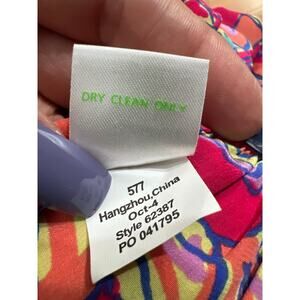 DRY CLEAN ONLY
577
Hangzhou,China
Oct-4
Style 62387
PO 041795